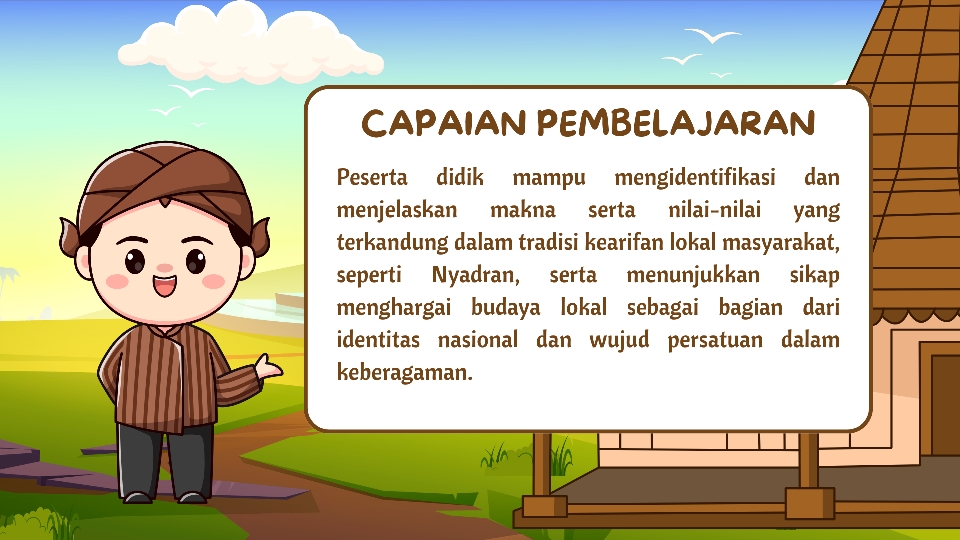 CAPAIAN PEMBELAJARAN
Peserta didik mampu mengidentifikasi dan
menjelaskan makna serta nilai-nilai yang
terkandung dalam tradisi kearifan lokal masyarakat,
seperti Nyadran, serta menunjukkan sikap
menghargai budaya lokal sebagai bagian dari
identitas nasional dan wujud persatuan dalam
keberagaman.